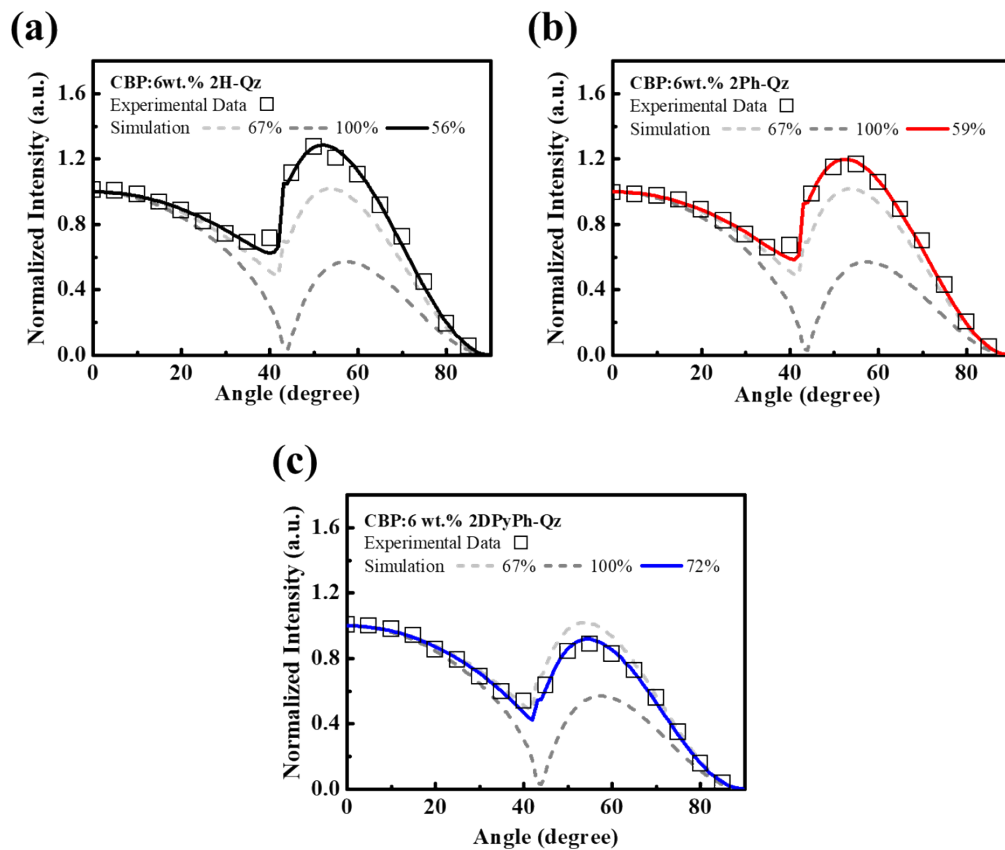 (a)
CBP:6wt.% 2H-Qz
Experimental Data
Simulation 67% 100% 56%
Normalized Intensity (a.u.)
1.6
1.2
0.8
0.4
0.0
0 20 40 60 80
Angle (degree)
(b)
CBP:6wt.% 2Ph-Qz
Experimental Data
Simulation 67% 100% 59%
Normalized Intensity (a.u.)
1.6
1.2
0.8
0.4
0.0
0 20 40 60 80
Angle (degree)
(c)
CBP:6 wt.% 2DPyPh-Qz
Experimental Data
Simulation 67% 100% 72%
Normalized Intensity (a.u.)
1.6
1.2
0.8
0.4
0.0
0 20 40 60 80
Angle (degree)